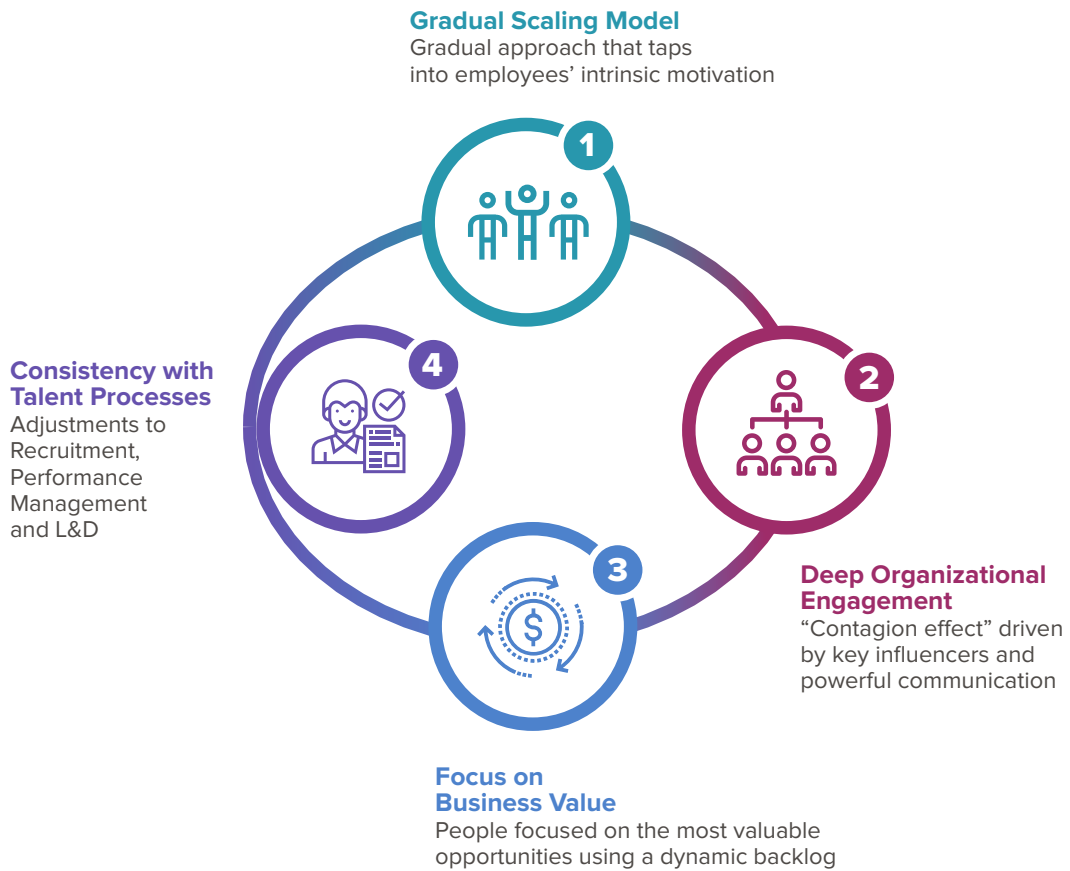 Gradual Scaling Model
Gradual approach that taps
into employees’ intrinsic motivation
1
2
Deep Organizational
Engagement
“Contagion effect” driven
by key influencers and
powerful communication
3
$
Focus on
Business Value
People focused on the most valuable
opportunities using a dynamic backlog
4
Consistency with
Talent Processes
Adjustments to
Recruitment,
Performance
Management
and L&D